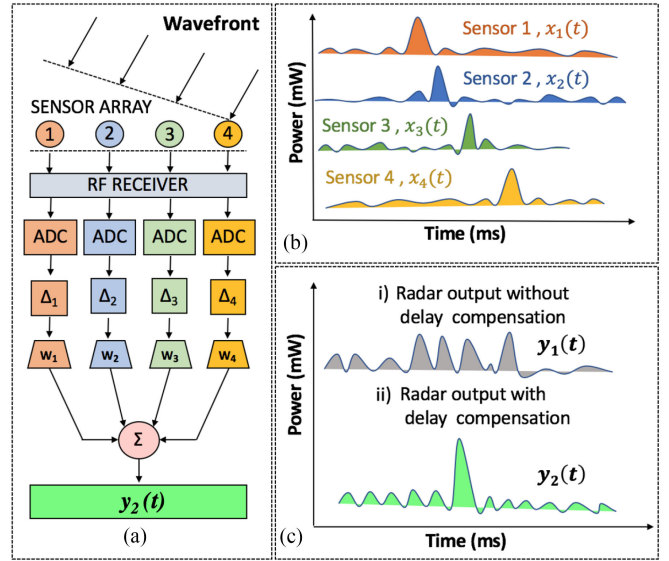 Wavefront
SENSOR ARRAY
1 2 3 4
RF RECEIVER
ADC ADC ADC ADC
Δ₁ Δ₂ Δ₃ Δ₄
w₁ w₂ w₃ w₄
Σ
y₂(t)
(a)
Power (mW)
Sensor 1 , x₁(t)
Sensor 2 , x₂(t)
Sensor 3 , x₃(t)
Sensor 4 , x₄(t)
(b)
Time (ms)
Power (mW)
i) Radar output without
delay compensation
y₁(t)
ii) Radar output with
delay compensation
y₂(t)
(c)
Time (ms)